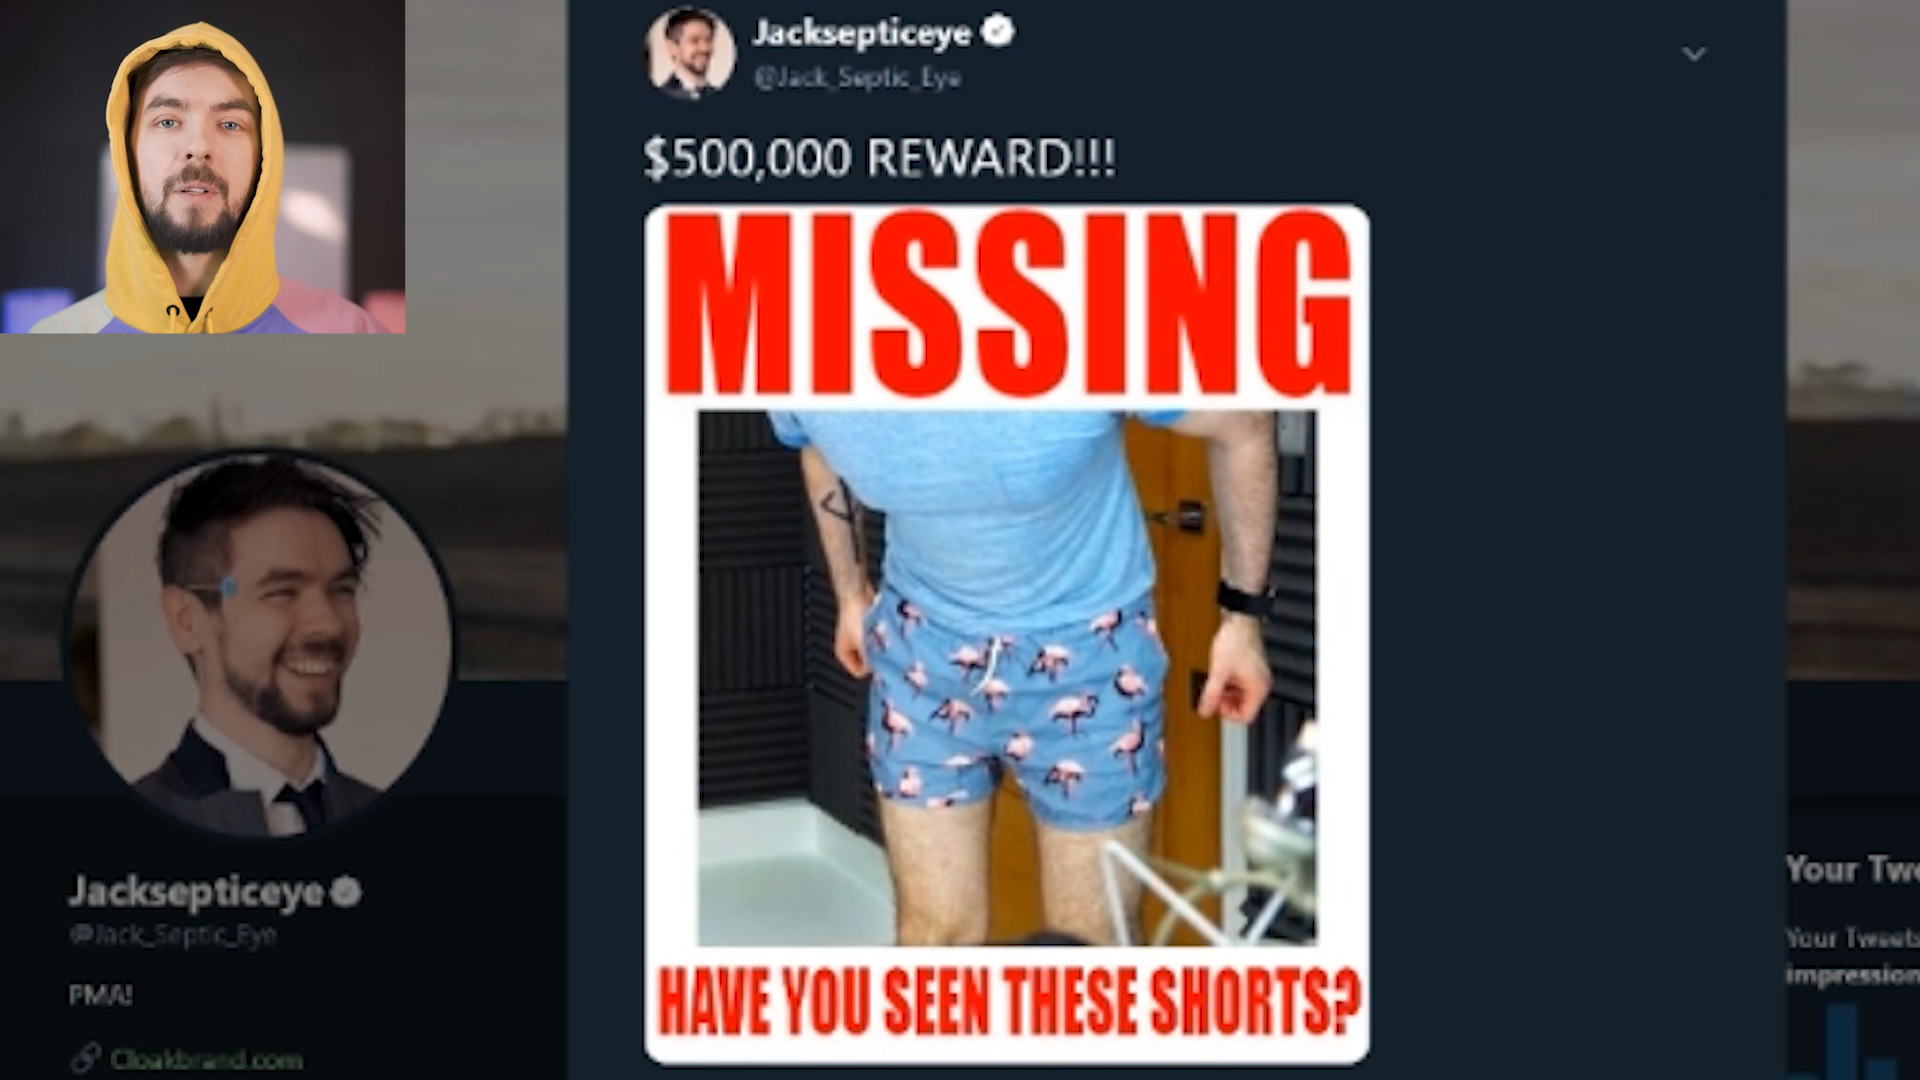 Jacksepticeye
@Jack_Septic_Eye
$500,000 REWARD!!!
MISSING
HAVE YOU SEEN THESE SHORTS?
Jacksepticeye
@Jack_Septic_Eye
PMA!
Cloakbrand.com
Your Twe
Your Tweets
impression